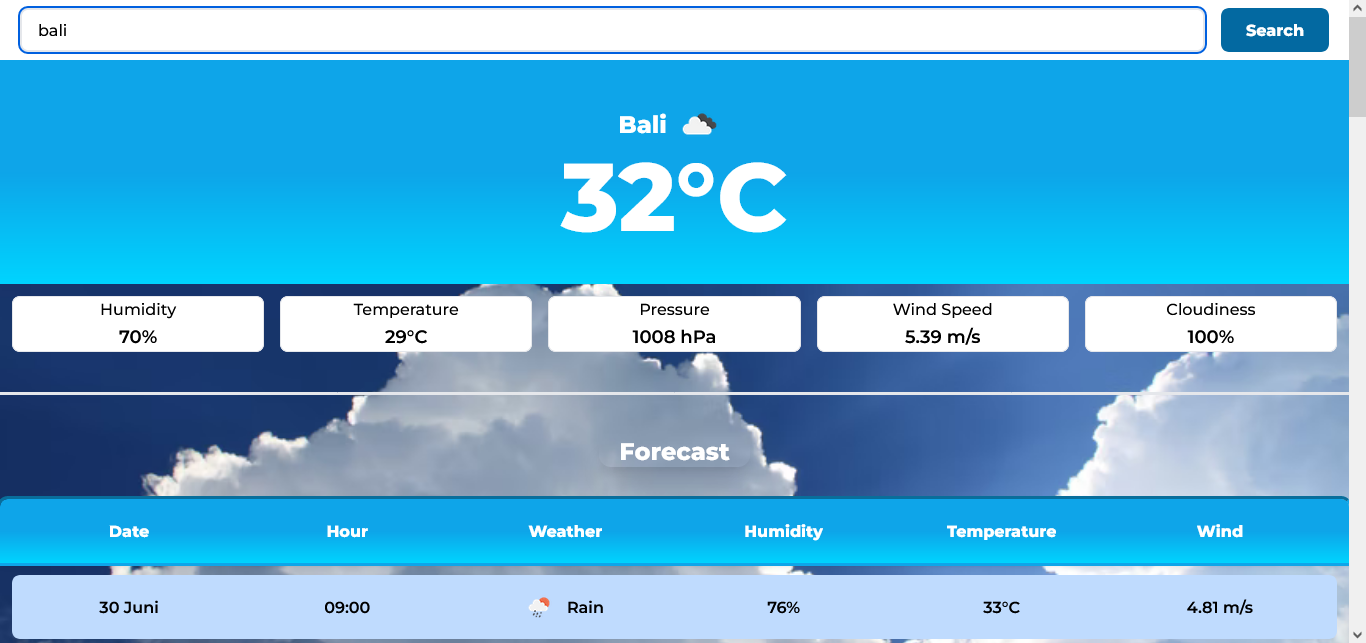 bali
Search
Bali
32°C
Humidity Temperature Pressure Wind Speed Cloudiness
70% 29°C 1008 hPa 5.39 m/s 100%
Forecast
Date Hour Weather Humidity Temperature Wind
30 Juni 09:00 Rain 76% 33°C 4.81 m/s